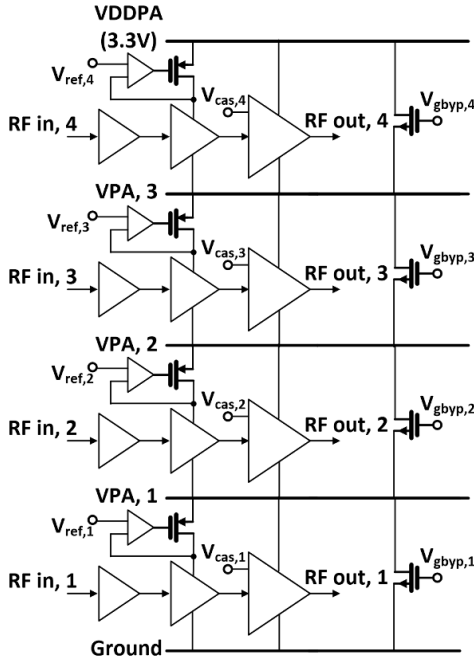 VDDPA
(3.3V)
Vref,4
Vcas,4
Vgbyp,4
RF in, 4
RF out, 4
VPA, 3
Vref,3
Vcas,3
Vgbyp,3
RF in, 3
RF out, 3
VPA, 2
Vref,2
Vcas,2
Vgbyp,2
RF in, 2
RF out, 2
VPA, 1
Vref,1
Vcas,1
Vgbyp,1
RF in, 1
RF out, 1
Ground